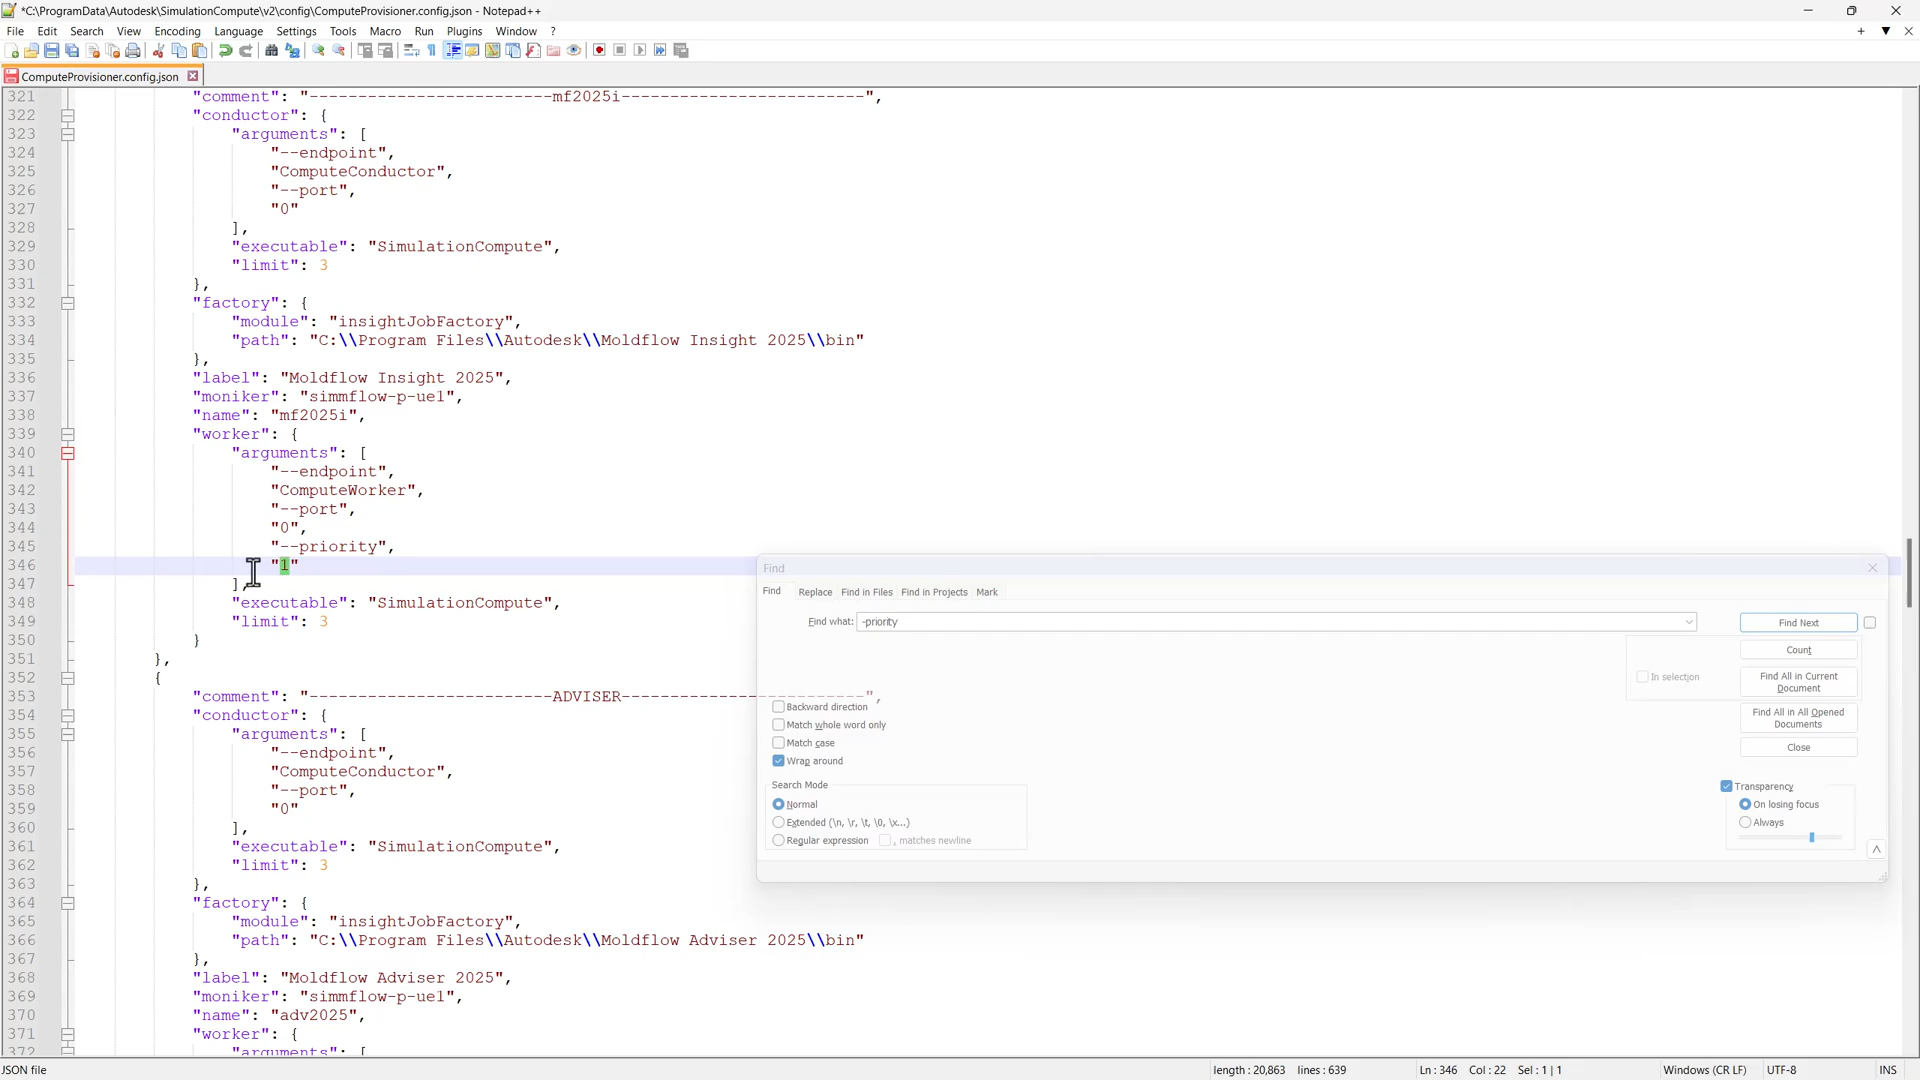 *C:\ProgramData\Autodesk\SimulationCompute\v2\config\ComputeProvisioner.config.json - Notepad++
File Edit Search View Encoding Language Settings Tools Macro Run Plugins Window ?
ComputeProvisioner.config.json
321 "comment": "-------------------------mf2025i-------------------------",
322 "conductor": {
323 "arguments": [
324 "--endpoint",
325 "ComputeConductor",
326 "--port",
327 "0"
328 ],
329 "executable": "SimulationCompute",
330 "limit": 3
331 },
332 "factory": {
333 "module": "insightJobFactory",
334 "path": "C:\\Program Files\\Autodesk\\Moldflow Insight 2025\\bin"
335 },
336 "label": "Moldflow Insight 2025",
337 "moniker": "simmflow-p-ue1",
338 "name": "mf2025i",
339 "worker": {
340 "arguments": [
341 "--endpoint",
342 "ComputeWorker",
343 "--port",
344 "0",
345 "--priority",
346 "1"
347 ],
348 "executable": "SimulationCompute",
349 "limit": 3
350 }
351 },
352 {
353 "comment": "-------------------------ADVISER-------------------------",
354 "conductor": {
355 "arguments": [
356 "--endpoint",
357 "ComputeConductor",
358 "--port",
359 "0"
360 ],
361 "executable": "SimulationCompute",
362 "limit": 3
363 },
364 "factory": {
365 "module": "insightJobFactory",
366 "path": "C:\\Program Files\\Autodesk\\Moldflow Adviser 2025\\bin"
367 },
368 "label": "Moldflow Adviser 2025",
369 "moniker": "simmflow-p-ue1",
370 "name": "adv2025",
371 "worker": {
372 "arguments": [
Find
Find Replace Find in Files Find in Projects Mark
Find what: -priority
Find Next
Count
In selection
Find All in Current Document
Find All in All Opened Documents
Close
Backward direction
Match whole word only
Match case
Wrap around
Search Mode
Normal
Extended (\n, \r, \t, \0, \x...)
Regular expression
. matches newline
Transparency
On losing focus
Always
JSON file
length : 20,863 lines : 639
Ln : 346 Col : 22 Sel : 1 | 1
Windows (CR LF)
UTF-8
INS